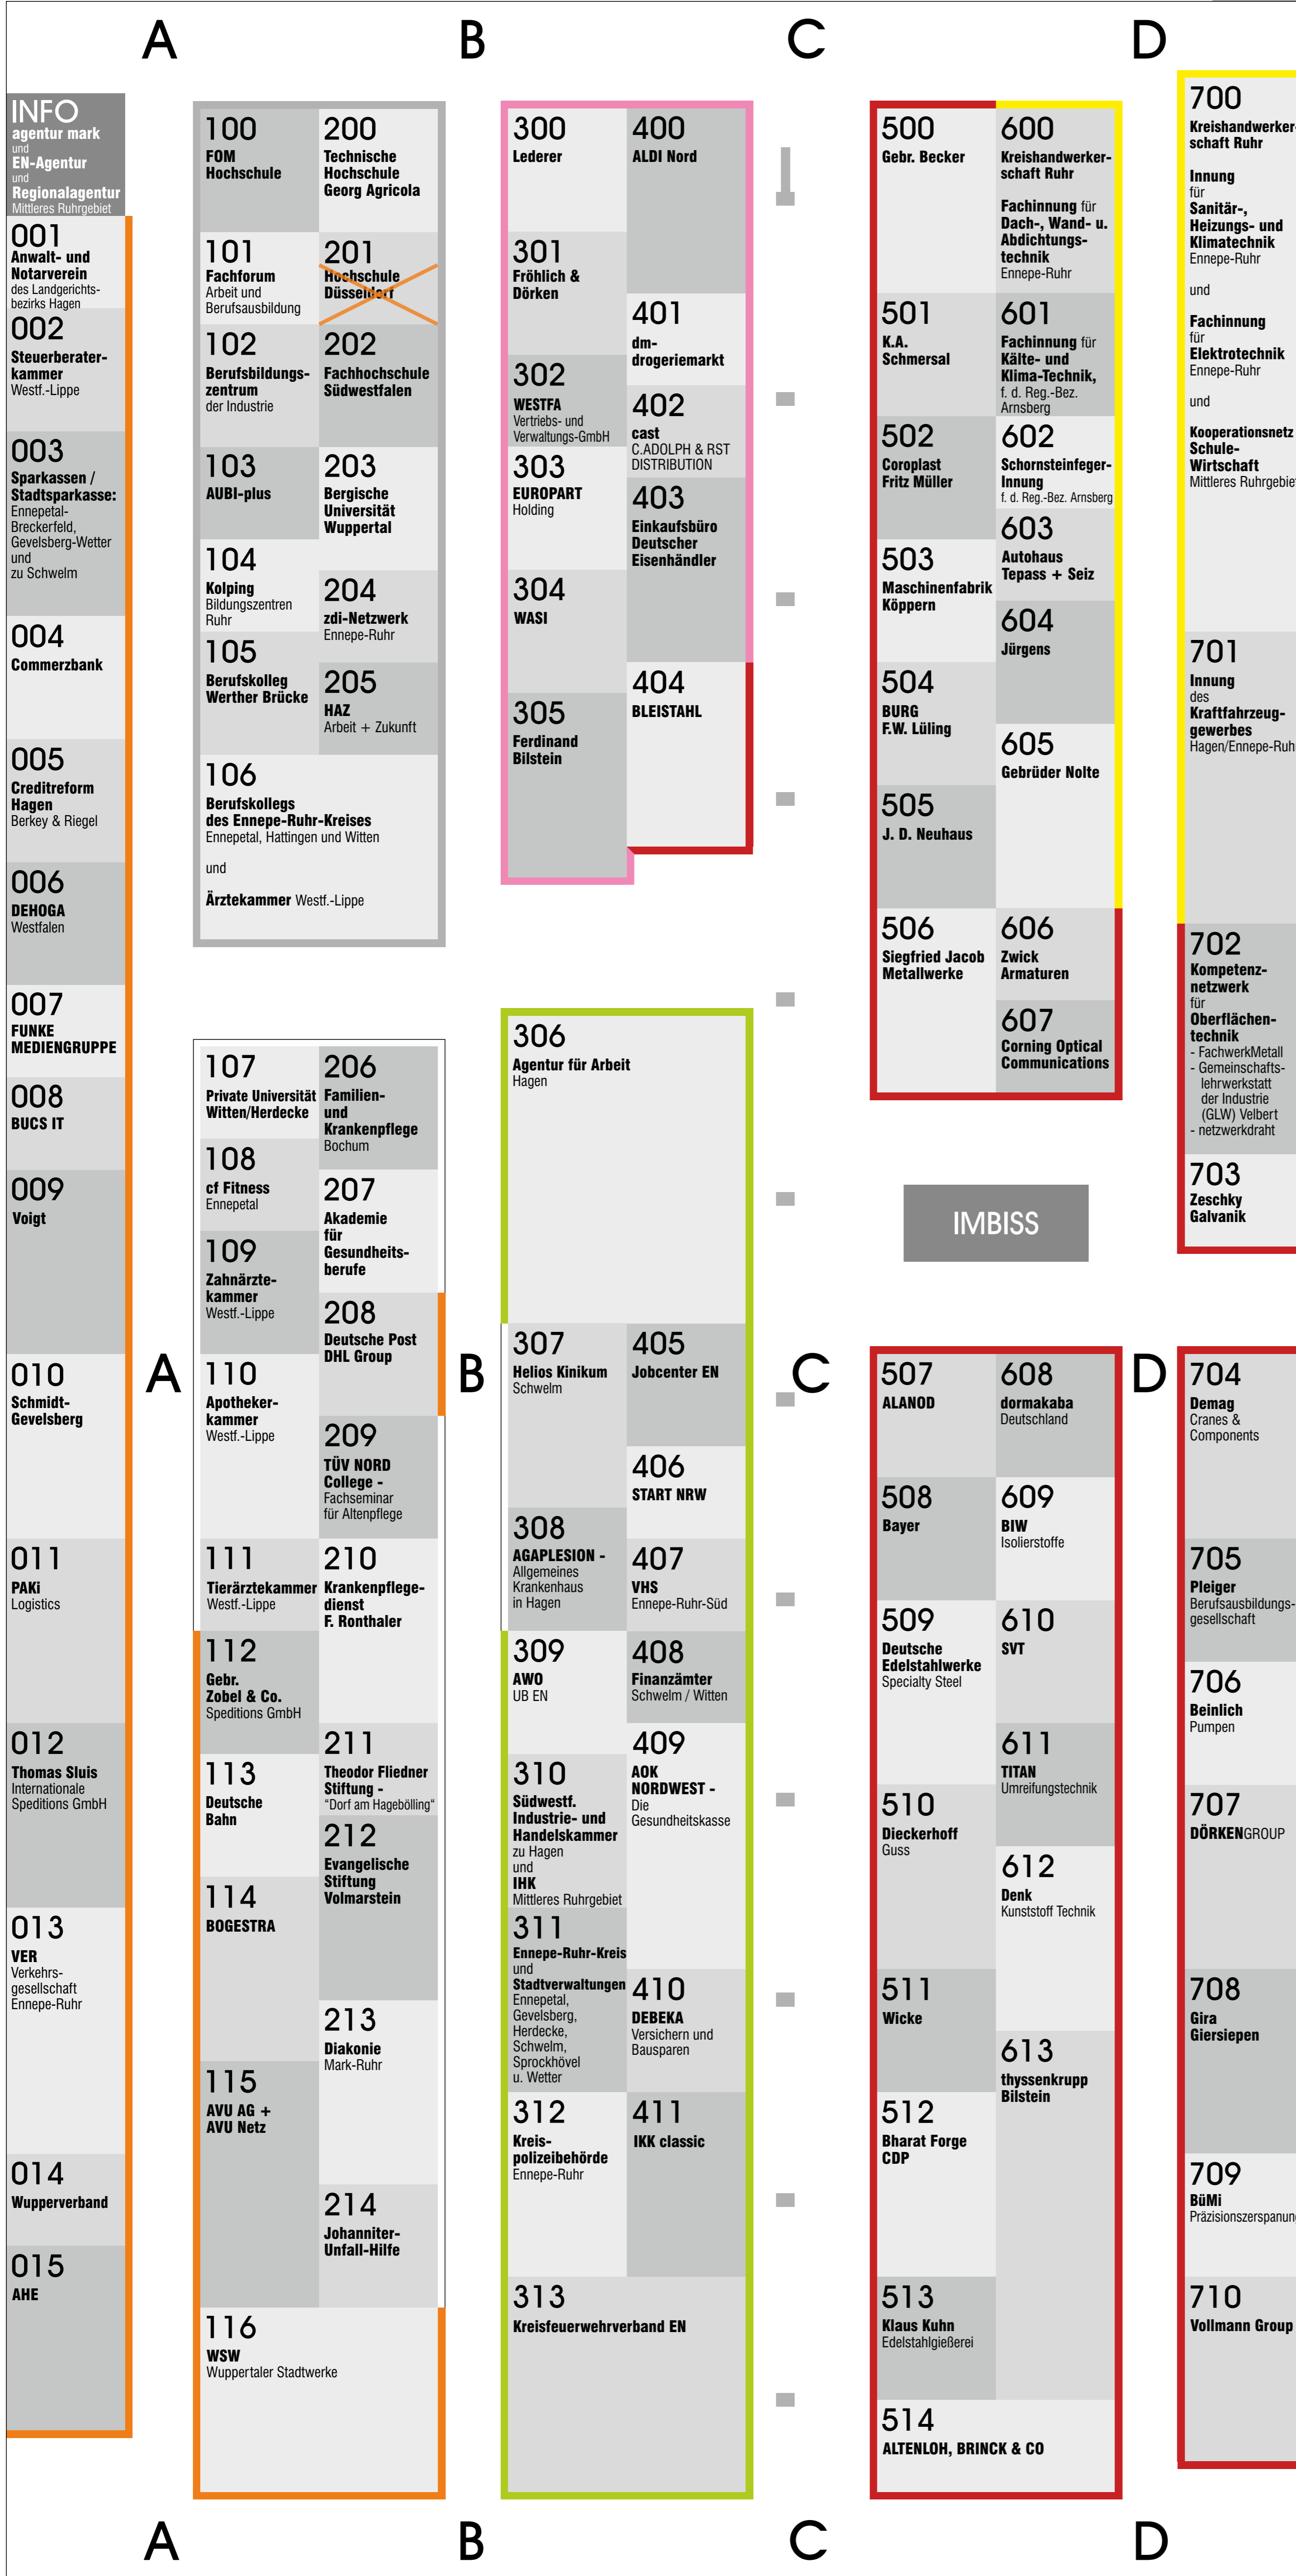 A
B
C
D
INFO
agentur mark
und
EN-Agentur
und
Regionalagentur
Mittleres Ruhrgebiet
001
Anwalt- und
Notarverein
des Landgerichts-
bezirks Hagen
002
Steuerberater-
kammer
Westf.-Lippe
003
Sparkassen /
Stadtsparkasse:
Ennepetal-
Breckerfeld,
Gevelsberg-Wetter
und
zu Schwelm
004
Commerzbank
005
Creditreform
Hagen
Berkey & Riegel
006
DEHOGA
Westfalen
007
FUNKE
MEDIENGRUPPE
008
BUCS IT
009
Voigt
010
Schmidt-
Gevelsberg
011
PAKi
Logistics
012
Thomas Sluis
Internationale
Speditions GmbH
013
VER
Verkehrs-
gesellschaft
Ennepe-Ruhr
014
Wupperverband
015
AHE
100
FOM
Hochschule
101
Fachforum
Arbeit und
Berufsausbildung
102
Berufsbildungs-
zentrum
der Industrie
103
AUBI-plus
104
Kolping
Bildungszentren
Ruhr
105
Berufskolleg
Werther Brücke
200
Technische
Hochschule
Georg Agricola
201
Hochschule
Düsseldorf
202
Fachhochschule
Südwestfalen
203
Bergische
Universität
Wuppertal
204
zdi-Netzwerk
Ennepe-Ruhr
205
HAZ
Arbeit + Zukunft
106
Berufskollegs
des Ennepe-Ruhr-Kreises
Ennepetal, Hattingen und Witten
und
Ärztekammer Westf.-Lippe
107
Private Universität
Witten/Herdecke
108
cf Fitness
Ennepetal
109
Zahnärzte-
kammer
Westf.-Lippe
A
110
Apotheker-
kammer
Westf.-Lippe
111
Tierärztekammer
Westf.-Lippe
112
Gebr.
Zobel & Co.
Speditions GmbH
113
Deutsche
Bahn
114
BOGESTRA
115
AVU AG +
AVU Netz
206
Familien-
und
Krankenpflege
Bochum
207
Akademie
für
Gesundheits-
berufe
208
Deutsche Post
DHL Group
209
TÜV NORD
College -
Fachseminar
für Altenpflege
210
Krankenpflege-
dienst
F. Ronthaler
211
Theodor Fliedner
Stiftung -
"Dorf am Hagebölling"
212
Evangelische
Stiftung
Volmarstein
213
Diakonie
Mark-Ruhr
214
Johanniter-
Unfall-Hilfe
116
WSW
Wuppertaler Stadtwerke
300
Lederer
301
Fröhlich &
Dörken
302
WESTFA
Vertriebs- und
Verwaltungs-GmbH
303
EUROPART
Holding
304
WASI
305
Ferdinand
Bilstein
400
ALDI Nord
401
dm-
drogeriemarkt
402
cast
C.ADOLPH & RST
DISTRIBUTION
403
Einkaufsbüro
Deutscher
Eisenhändler
404
BLEISTAHL
306
Agentur für Arbeit
Hagen
B
307
Helios Kinikum
Schwelm
308
AGAPLESION -
Allgemeines
Krankenhaus
in Hagen
309
AWO
UB EN
310
Südwestf.
Industrie- und
Handelskammer
zu Hagen
und
IHK
Mittleres Ruhrgebiet
311
Ennepe-Ruhr-Kreis
und
Stadtverwaltungen
Ennepetal,
Gevelsberg,
Herdecke,
Schwelm,
Sprockhövel
u. Wetter
312
Kreis-
polizeibehörde
Ennepe-Ruhr
405
Jobcenter EN
406
START NRW
407
VHS
Ennepe-Ruhr-Süd
408
Finanzämter
Schwelm / Witten
409
AOK
NORDWEST -
Die
Gesundheitskasse
410
DEBEKA
Versichern und
Bausparen
411
IKK classic
313
Kreisfeuerwehrverband EN
500
Gebr. Becker
501
K.A.
Schmersal
502
Coroplast
Fritz Müller
503
Maschinenfabrik
Köppern
504
BURG
F.W. Lüling
505
J. D. Neuhaus
506
Siegfried Jacob
Metallwerke
600
Kreishandwerker-
schaft Ruhr
Fachinnung für
Dach-, Wand- u.
Abdichtungs-
technik
Ennepe-Ruhr
601
Fachinnung für
Kälte- und
Klima-Technik,
f. d. Reg.-Bez.
Arnsberg
602
Schornsteinfeger-
Innung
f. d. Reg.-Bez. Arnsberg
603
Autohaus
Tepass + Seiz
604
Jürgens
605
Gebrüder Nolte
606
Zwick
Armaturen
607
Corning Optical
Communications
IMBISS
C
507
ALANOD
508
Bayer
509
Deutsche
Edelstahlwerke
Specialty Steel
510
Dieckerhoff
Guss
511
Wicke
512
Bharat Forge
CDP
513
Klaus Kuhn
Edelstahlgießerei
608
dormakaba
Deutschland
609
BIW
Isolierstoffe
610
SVT
611
TITAN
Umreifungstechnik
612
Denk
Kunststoff Technik
613
thyssenkrupp
Bilstein
514
ALTENLOH, BRINCK & CO
700
Kreishandwerker-
schaft Ruhr
Innung
für
Sanitär-,
Heizungs- und
Klimatechnik
Ennepe-Ruhr
und
Fachinnung
für
Elektrotechnik
Ennepe-Ruhr
und
Kooperationsnetz
Schule-
Wirtschaft
Mittleres Ruhrgebiet
701
Innung
des
Kraftfahrzeug-
gewerbes
Hagen/Ennepe-Ruhr
702
Kompetenz-
netzwerk
für
Oberflächen-
technik
- FachwerkMetall
- Gemeinschafts-
lehrwerkstatt
der Industrie
(GLW) Velbert
- netzwerkdraht
703
Zeschky
Galvanik
D
704
Demag
Cranes &
Components
705
Pleiger
Berufsausbildungs-
gesellschaft
706
Beinlich
Pumpen
707
DÖRKENGROUP
708
Gira
Giersiepen
709
BüMi
Präzisionszerspanung
710
Vollmann Group
A
B
C
D